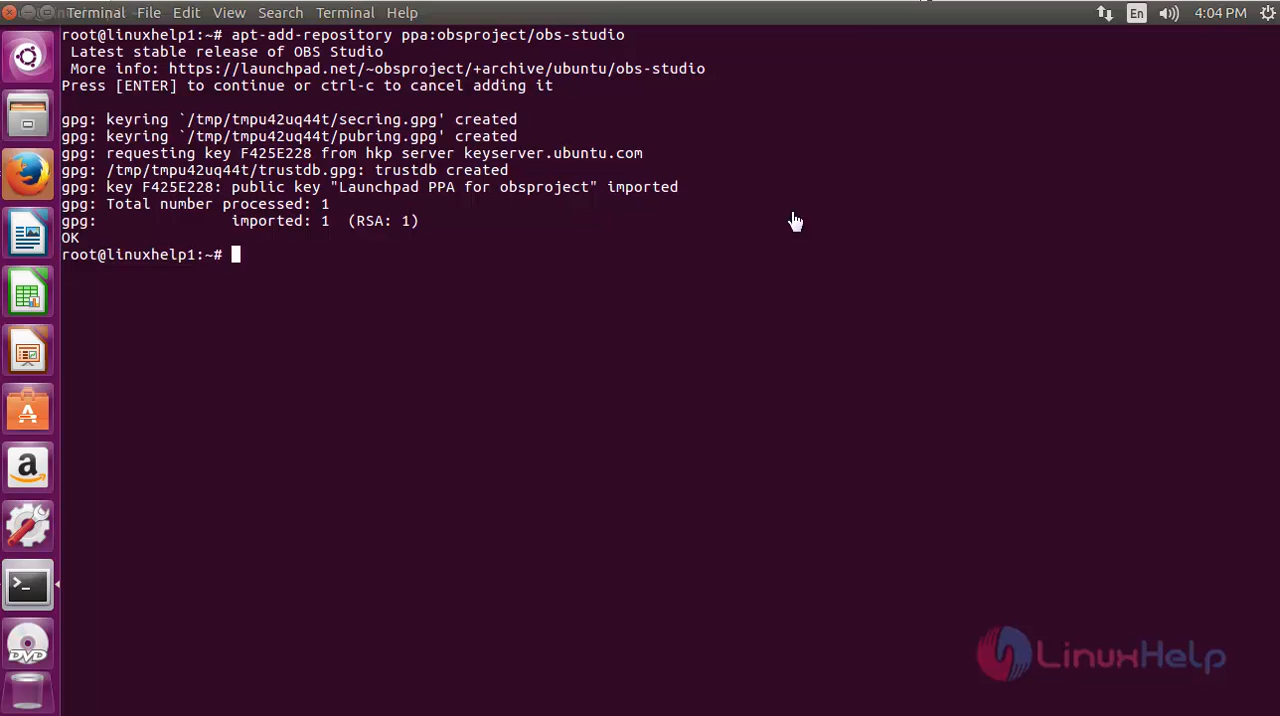 Terminal File Edit View Search Terminal Help En 4:04 PM
root@linuxhelp1:~# apt-add-repository ppa:obsproject/obs-studio
 Latest stable release of OBS Studio
 More info: https://launchpad.net/~obsproject/+archive/ubuntu/obs-studio
Press [ENTER] to continue or ctrl-c to cancel adding it
gpg: keyring `/tmp/tmpu42uq44t/secring.gpg' created
gpg: keyring `/tmp/tmpu42uq44t/pubring.gpg' created
gpg: requesting key F425E228 from hkp server keyserver.ubuntu.com
gpg: /tmp/tmpu42uq44t/trustdb.gpg: trustdb created
gpg: key F425E228: public key "Launchpad PPA for obsproject" imported
gpg: Total number processed: 1
gpg:               imported: 1  (RSA: 1)
OK
root@linuxhelp1:~#
>_
DVD
LinuxHelp